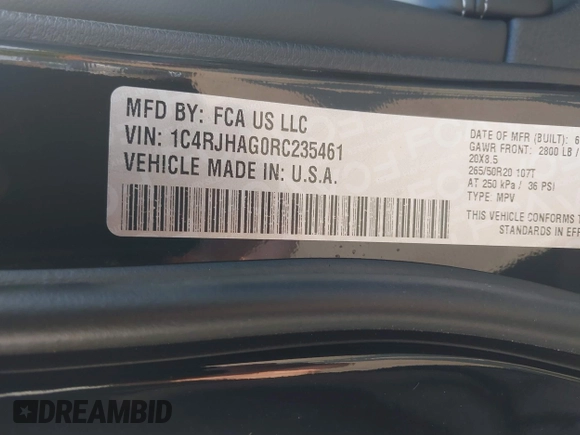 MFD BY: FCA US LLC
VIN: 1C4RJHAG0RC235461
VEHICLE MADE IN: U.S.A.
DATE OF MFR (BUILT): 6
GAWR FRONT: 2800 LB /
20X8.5
265/50R20 107T
AT 250 kPa / 36 PSI
TYPE: MPV
THIS VEHICLE CONFORMS
STANDARDS IN EFF
DREAMBID